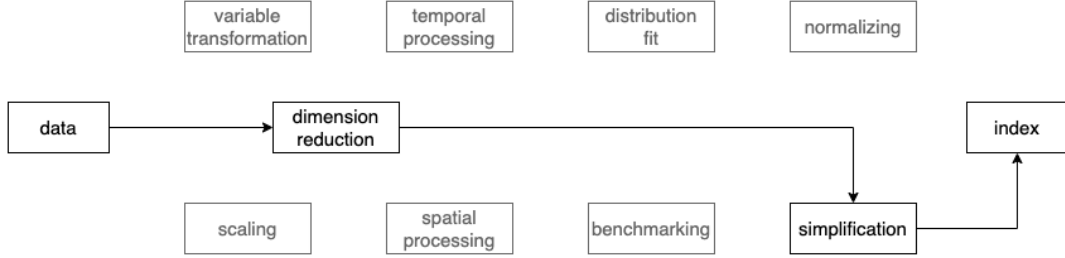 variable
transformation
temporal
processing
distribution
fit
normalizing
data
dimension
reduction
index
scaling
spatial
processing
benchmarking
simplification